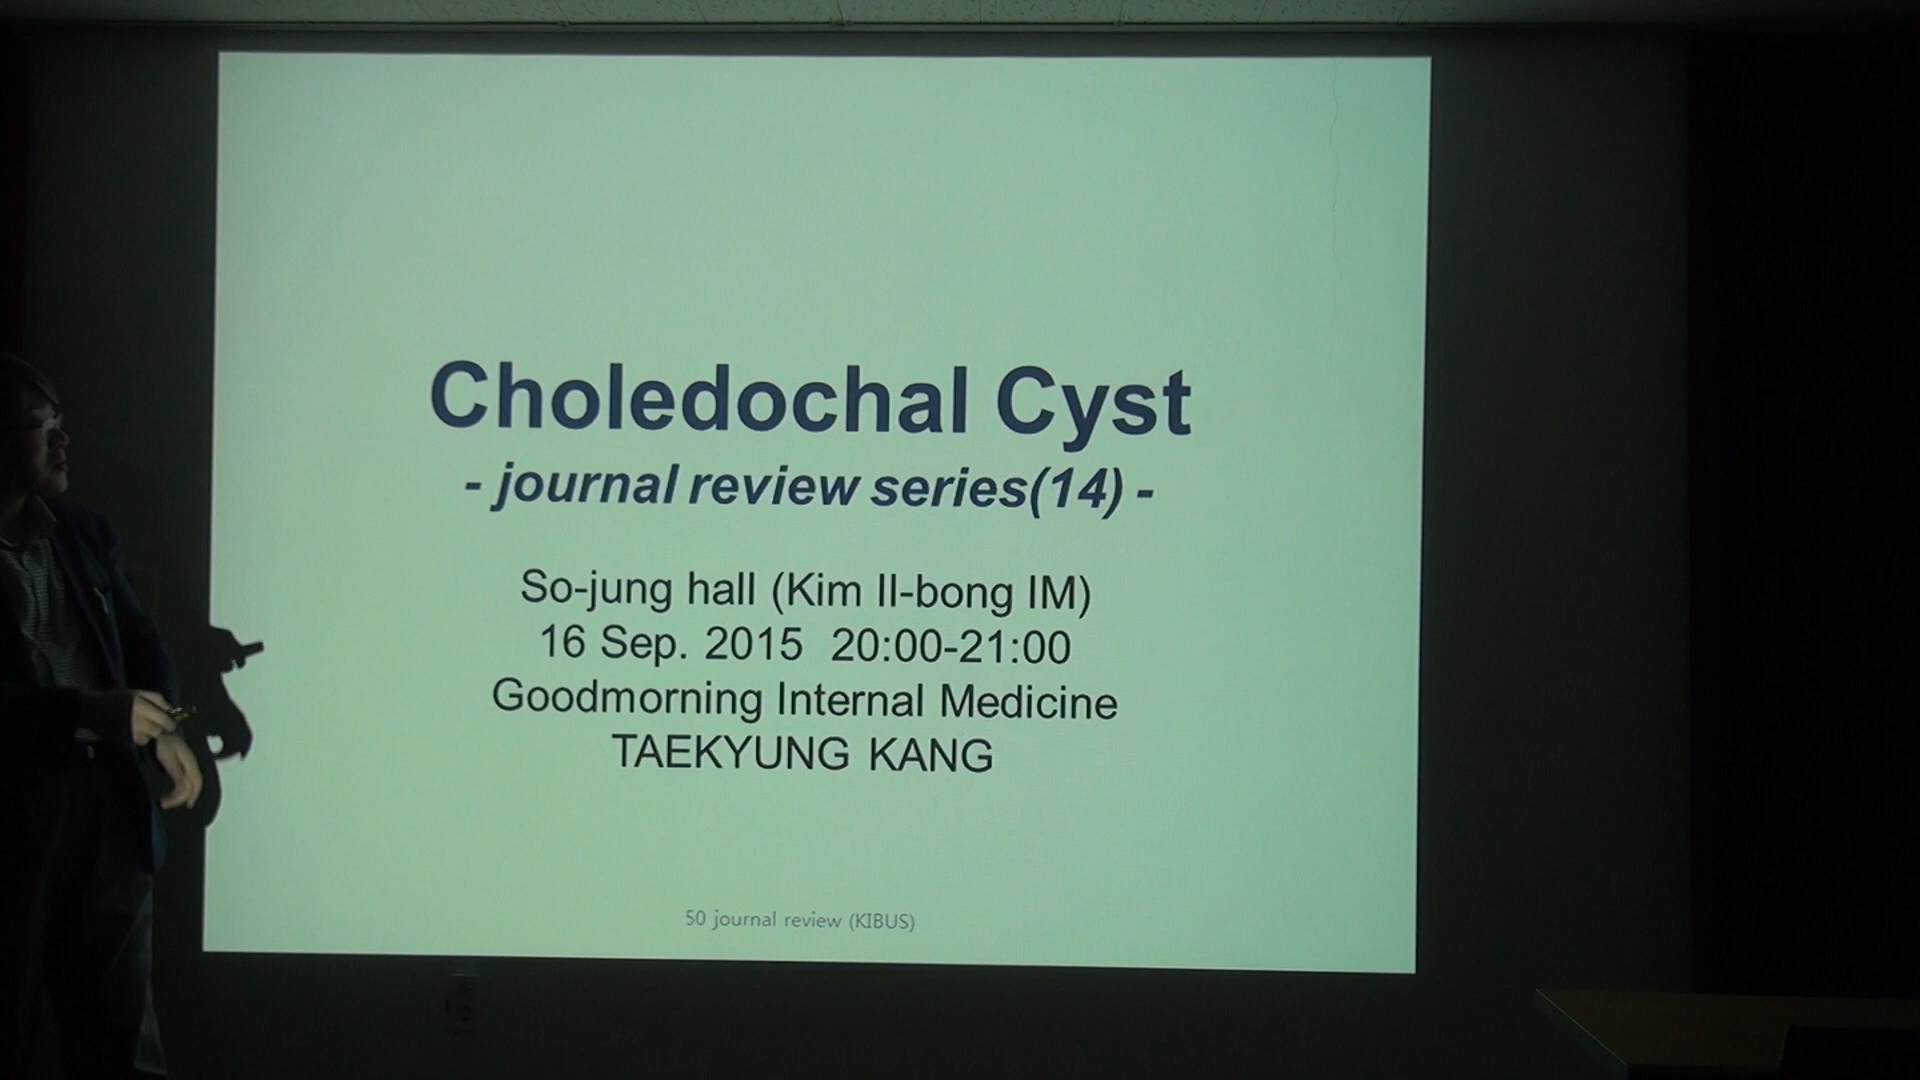 Choledochal Cyst
- journal review series(14) -
So-jung hall (Kim Il-bong IM)
16 Sep. 2015 20:00-21:00
Goodmorning Internal Medicine
TAEKYUNG KANG
50 journal review (KIBUS)